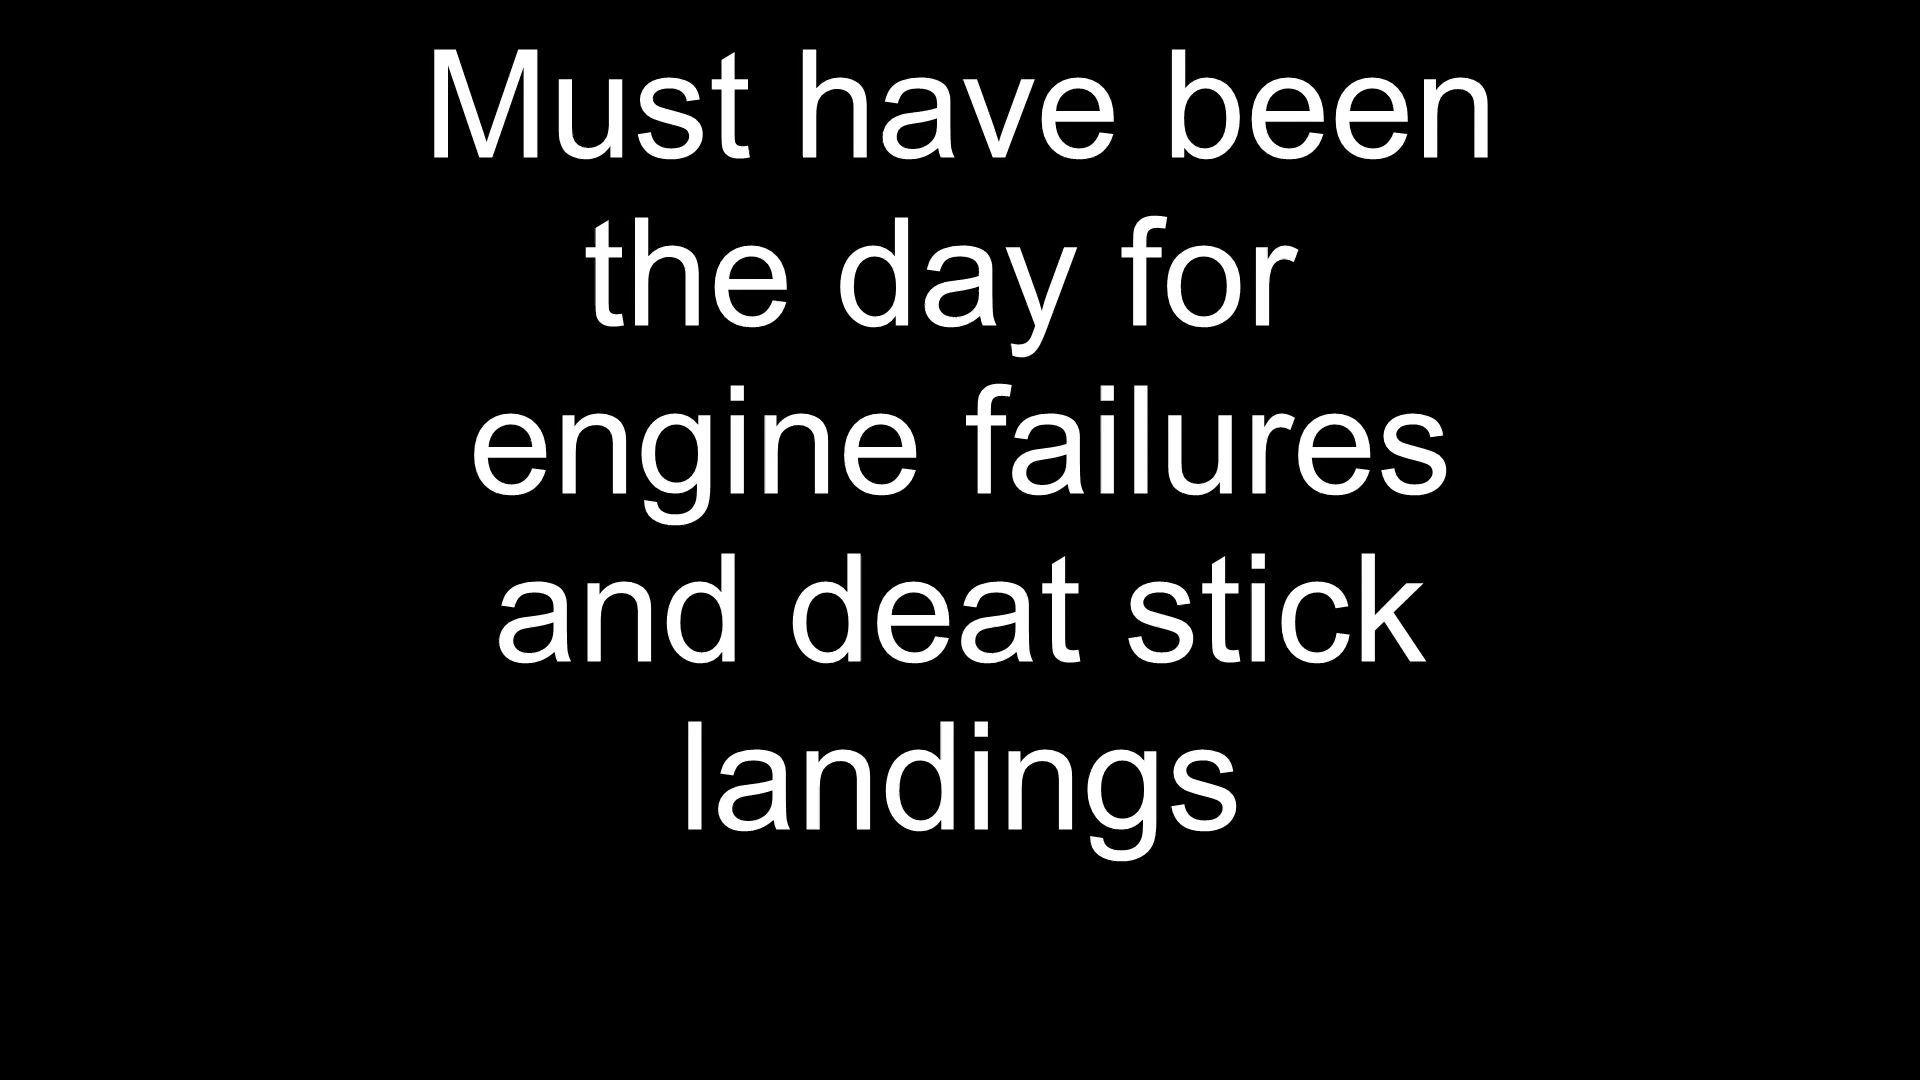 Must have been
the day for
engine failures
and deat stick
landings